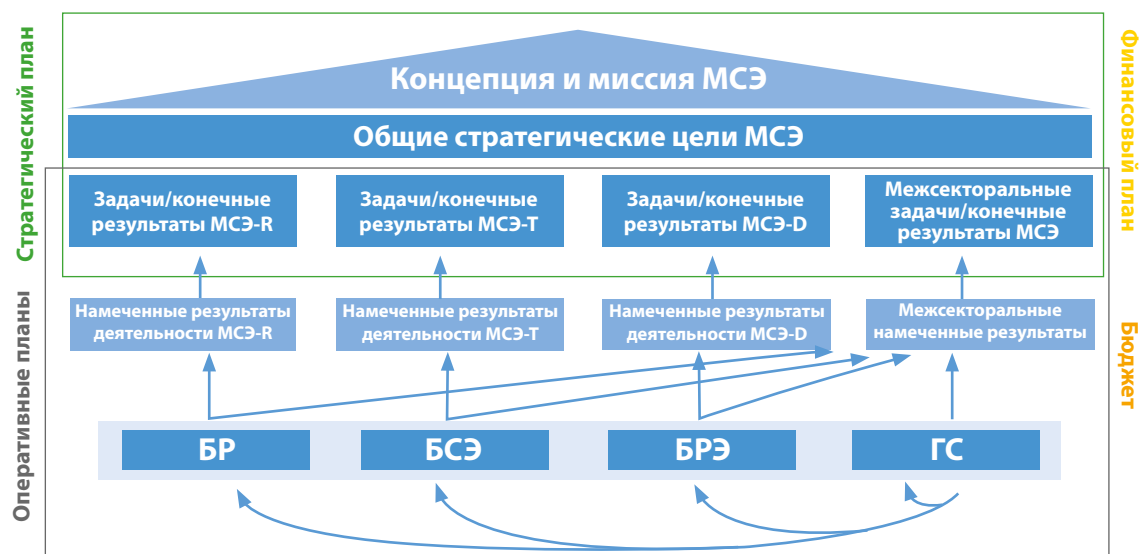 Стратегический план
Финансовый план
Концепция и миссия МСЭ
Общие стратегические цели МСЭ
Задачи/конечные
результаты МСЭ-R
Задачи/конечные
результаты МСЭ-T
Задачи/конечные
результаты МСЭ-D
Межсекторальные
задачи/конечные
результаты МСЭ
Оперативные планы
Бюджет
Намеченные результаты
деятельности МСЭ-R
Намеченные результаты
деятельности МСЭ-T
Намеченные результаты
деятельности МСЭ-D
Межсекторальные
намеченные результаты
БР
БСЭ
БРЭ
ГС